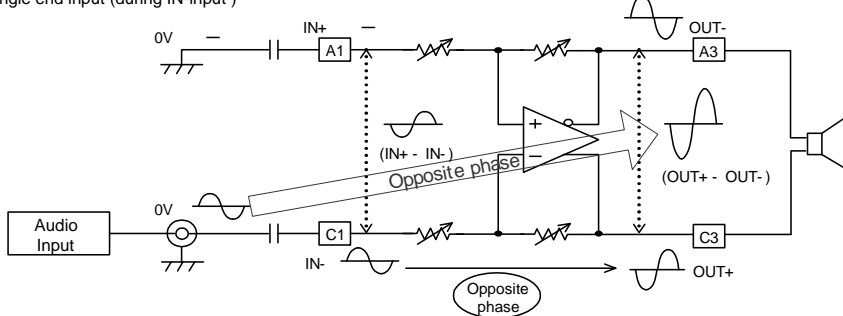 ngle end input (during IN-input )
0V
IN+
A1
OUT-
A3
(IN+ - IN- )
Opposite phase
(OUT+ - OUT- )
0V
Audio
Input
C1
IN-
C3
OUT+
Opposite
phase